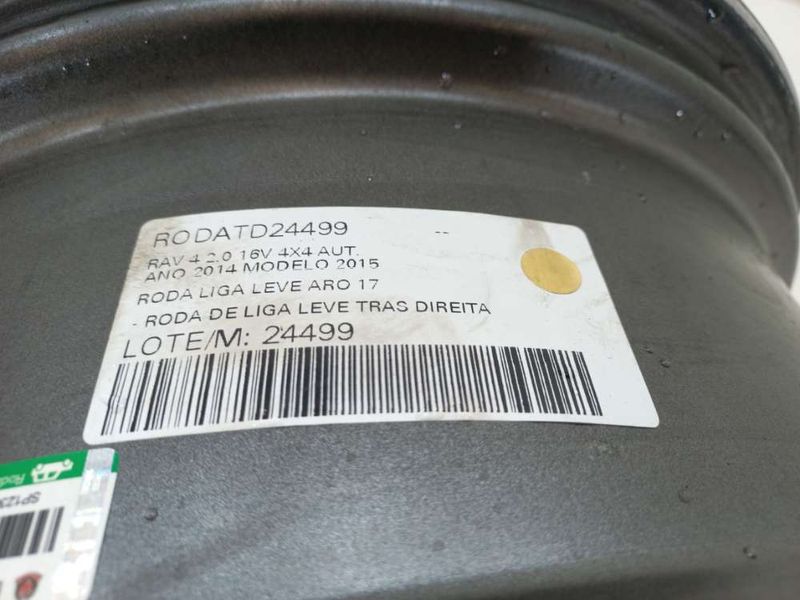 RODATD24499 --
RAV 4 2.0 16V 4X4 AUT.
ANO 2014 MODELO 2015
RODA LIGA LEVE ARO 17
- RODA DE LIGA LEVE TRAS DIREITA
LOTE/M: 24499